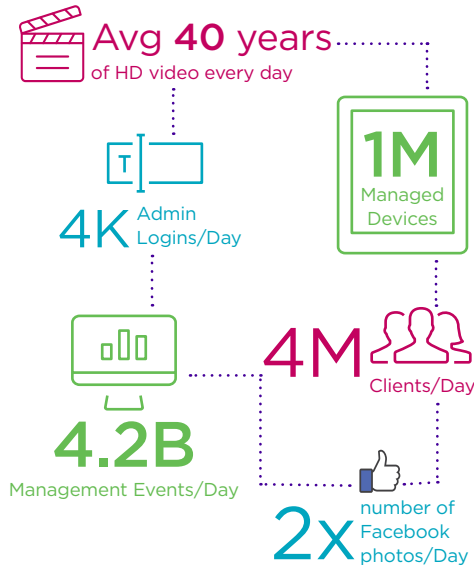 Avg 40 years
of HD video every day
T
4K Admin
Logins/Day
1M
Managed
Devices
4M
Clients/Day
4.2B
Management Events/Day
2x
number of
Facebook
photos/Day